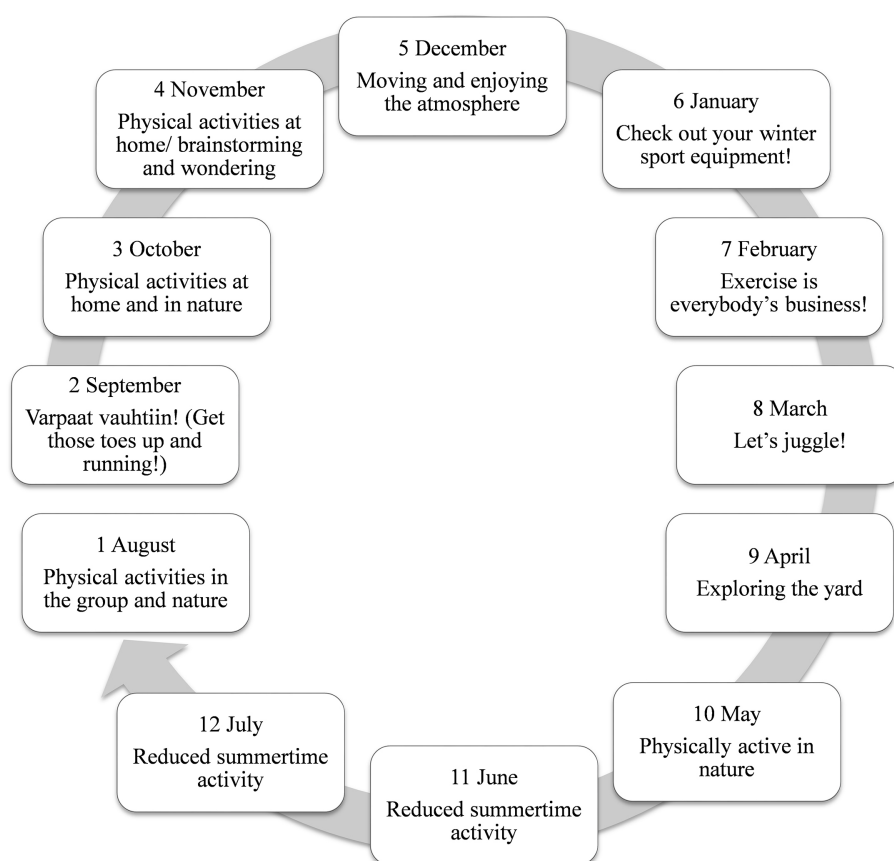 1 August
Physical activities in
the group and nature
2 September
Varpaat vauhtiin! (Get
those toes up and
running!)
3 October
Physical activities at
home and in nature
4 November
Physical activities at
home/ brainstorming
and wondering
5 December
Moving and enjoying
the atmosphere
6 January
Check out your winter
sport equipment!
7 February
Exercise is
everybody’s business!
8 March
Let’s juggle!
9 April
Exploring the yard
10 May
Physically active in
nature
11 June
Reduced summertime
activity
12 July
Reduced summertime
activity